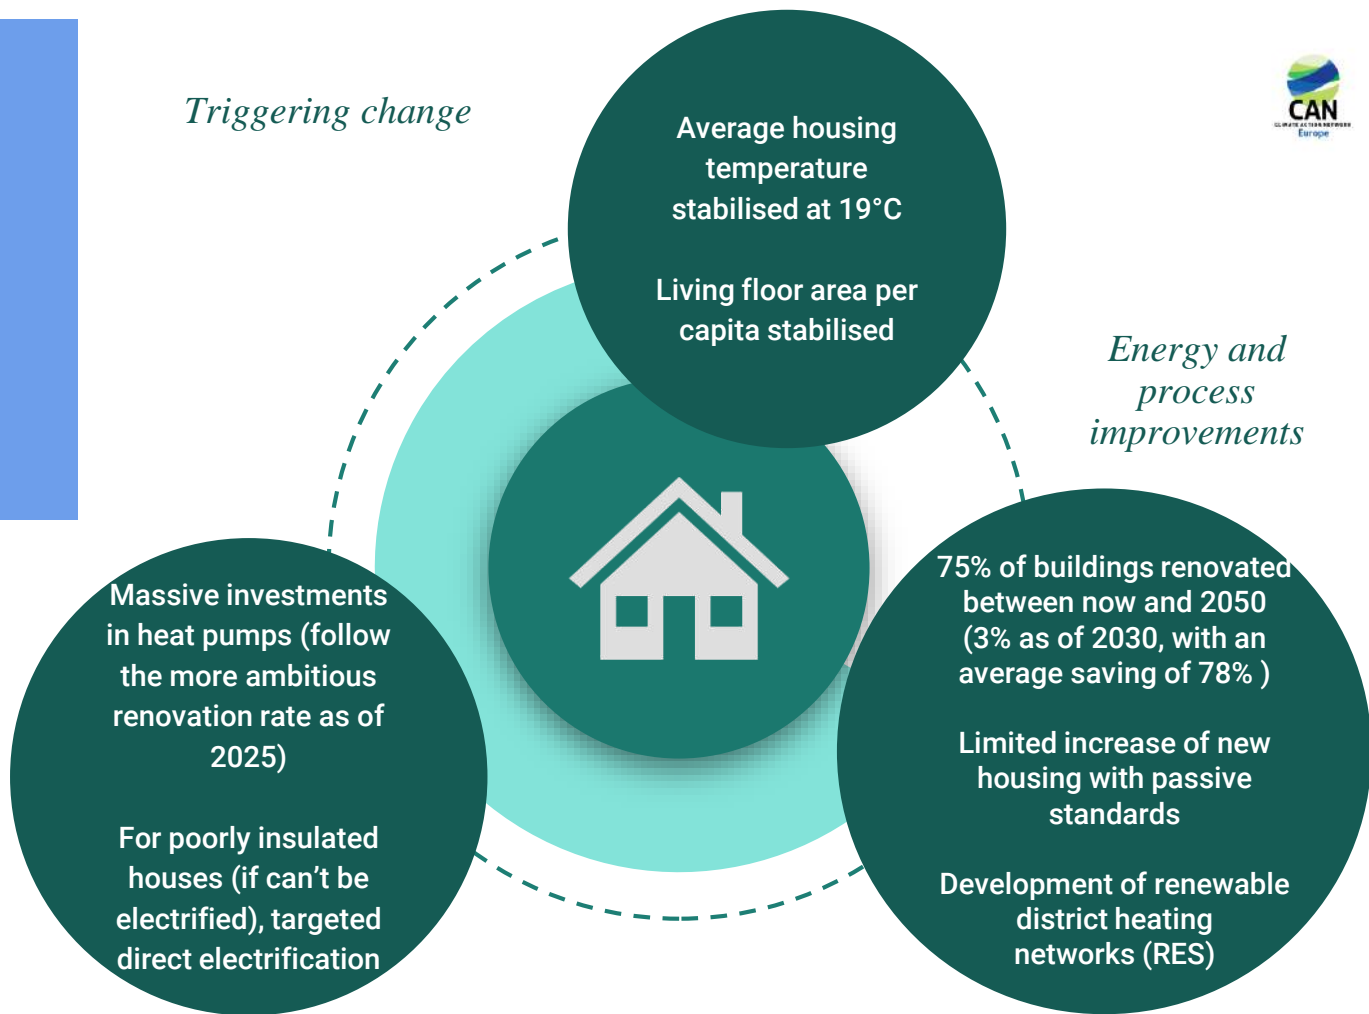 Triggering change
CAN
CLIMATE ACTION NETWORK
Europe
Average housing
temperature
stabilised at 19°C
Living floor area per
capita stabilised
Energy and
process
improvements
Massive investments
in heat pumps (follow
the more ambitious
renovation rate as of
2025)
For poorly insulated
houses (if can’t be
electrified), targeted
direct electrification
75% of buildings renovated
between now and 2050
(3% as of 2030, with an
average saving of 78% )
Limited increase of new
housing with passive
standards
Development of renewable
district heating
networks (RES)